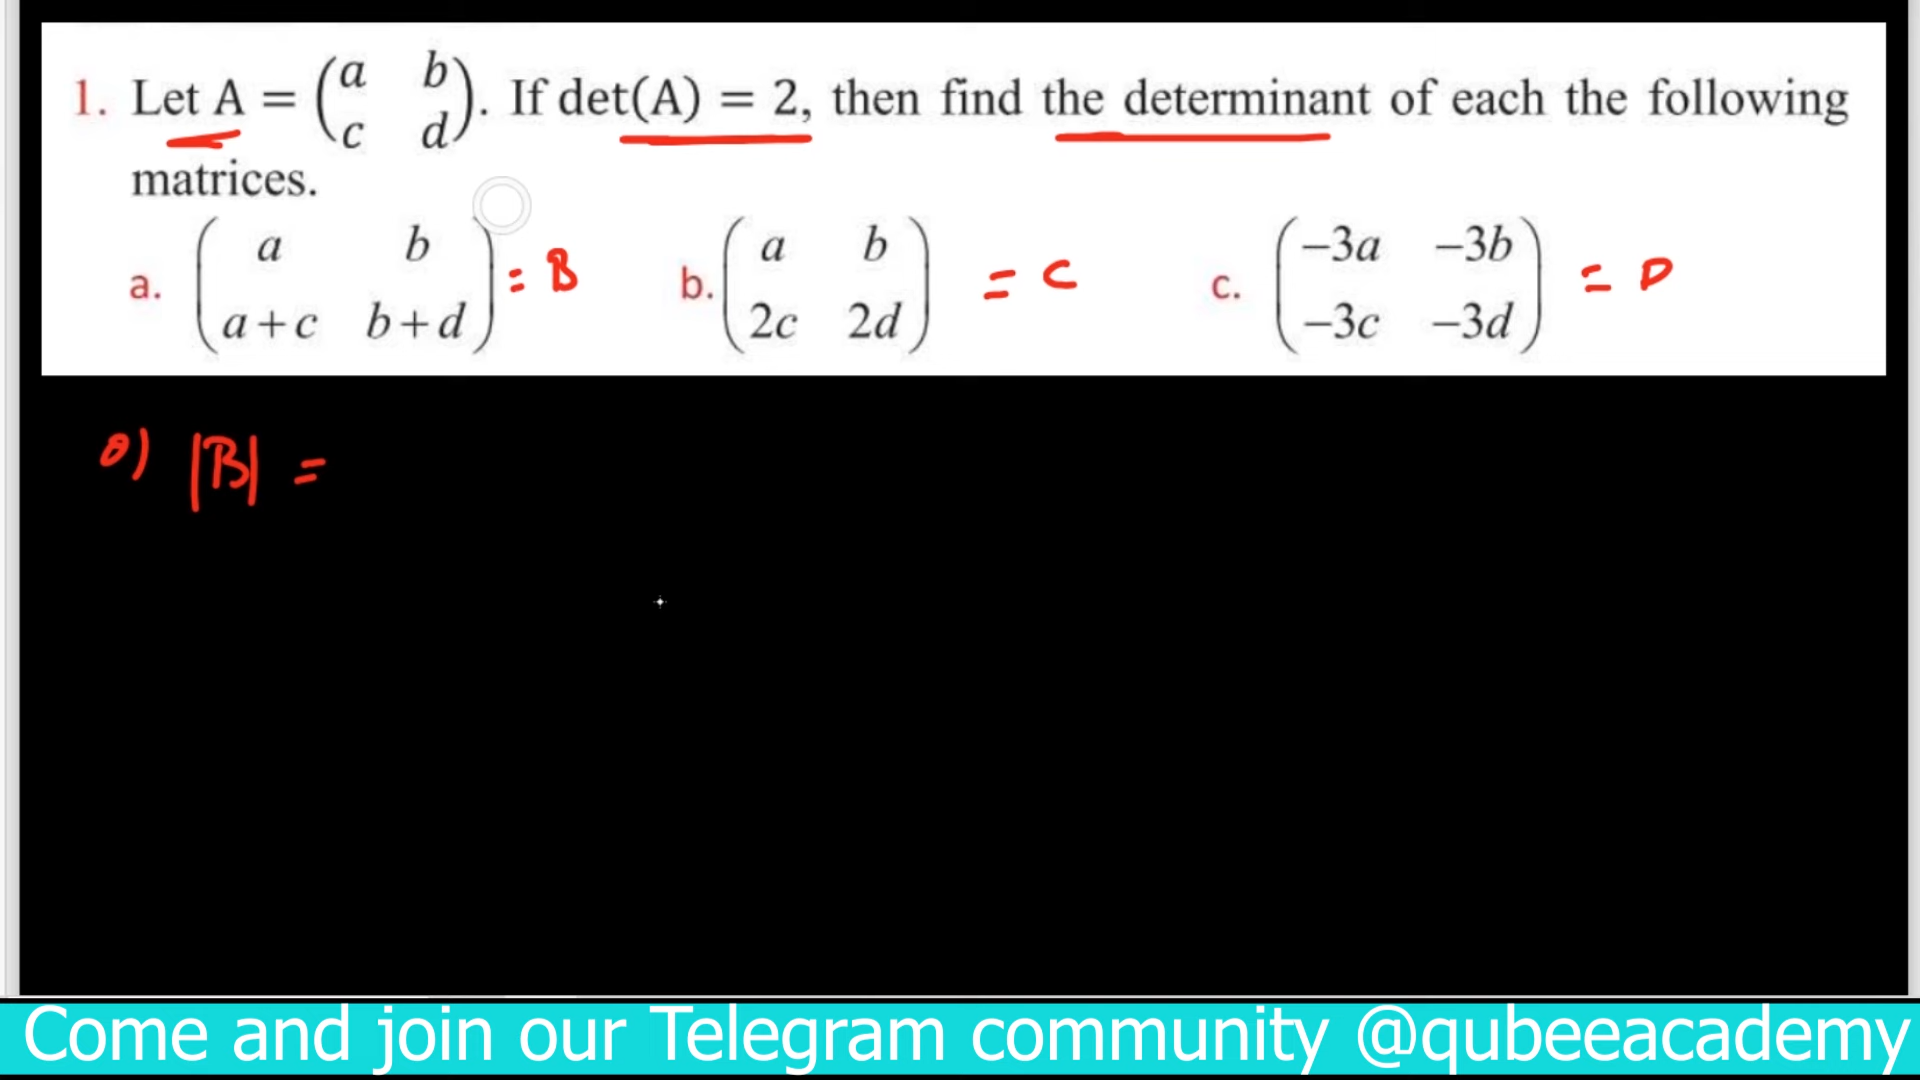 1. Let A = (a b
c d). If det(A) = 2, then find the determinant of each the following
matrices.
a. (a b
a+c b+d) = B
b. (a b
2c 2d) = C
c. (−3a −3b
−3c −3d) = D
a) |B| =
Come and join our Telegram community @qubeeacademy